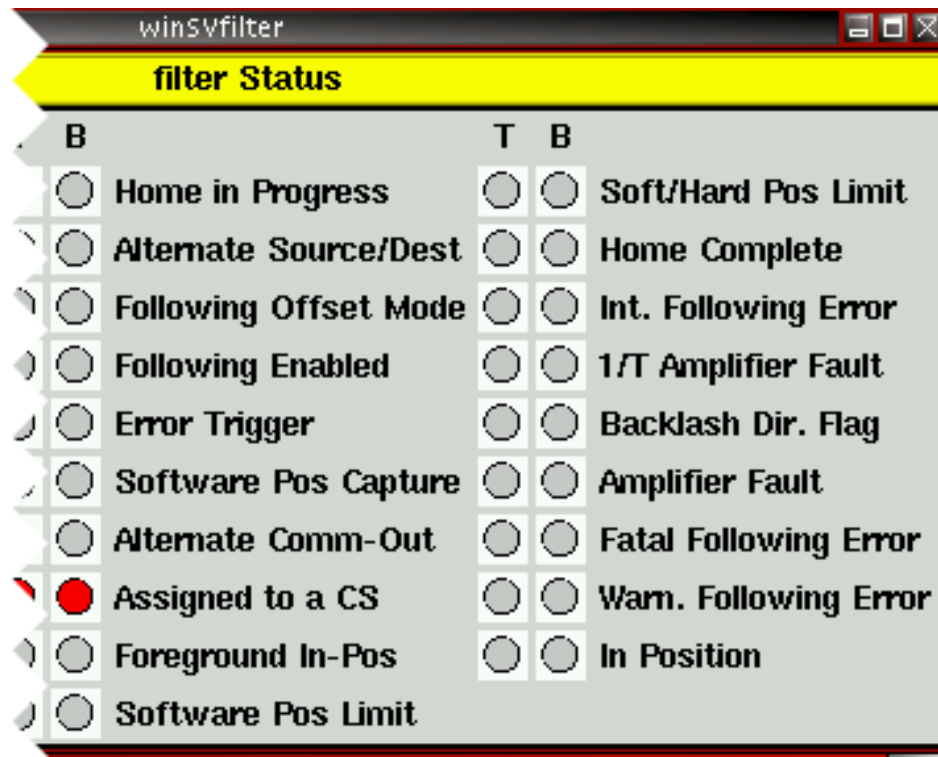 winSVfilter
filter Status
B T B
Home in Progress
Alternate Source/Dest
Following Offset Mode
Following Enabled
Error Trigger
Software Pos Capture
Alternate Comm-Out
Assigned to a CS
Foreground In-Pos
Software Pos Limit
Soft/Hard Pos Limit
Home Complete
Int. Following Error
1/T Amplifier Fault
Backlash Dir. Flag
Amplifier Fault
Fatal Following Error
Warn. Following Error
In Position